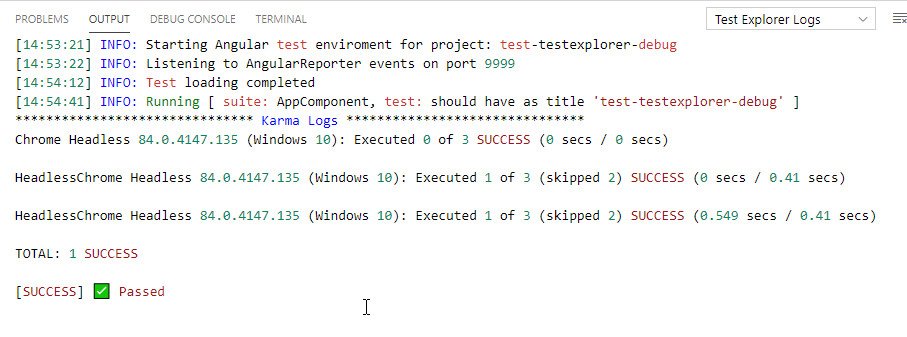 PROBLEMS OUTPUT DEBUG CONSOLE TERMINAL Test Explorer Logs
[14:53:21] INFO: Starting Angular test enviroment for project: test-testexplorer-debug
[14:53:22] INFO: Listening to AngularReporter events on port 9999
[14:54:12] INFO: Test loading completed
[14:54:41] INFO: Running [ suite: AppComponent, test: should have as title 'test-testexplorer-debug' ]
******************************* Karma Logs *******************************
Chrome Headless 84.0.4147.135 (Windows 10): Executed 0 of 3 SUCCESS (0 secs / 0 secs)
HeadlessChrome Headless 84.0.4147.135 (Windows 10): Executed 1 of 3 (skipped 2) SUCCESS (0 secs / 0.41 secs)
HeadlessChrome Headless 84.0.4147.135 (Windows 10): Executed 1 of 3 (skipped 2) SUCCESS (0.549 secs / 0.41 secs)
TOTAL: 1 SUCCESS
[SUCCESS] ✅ Passed